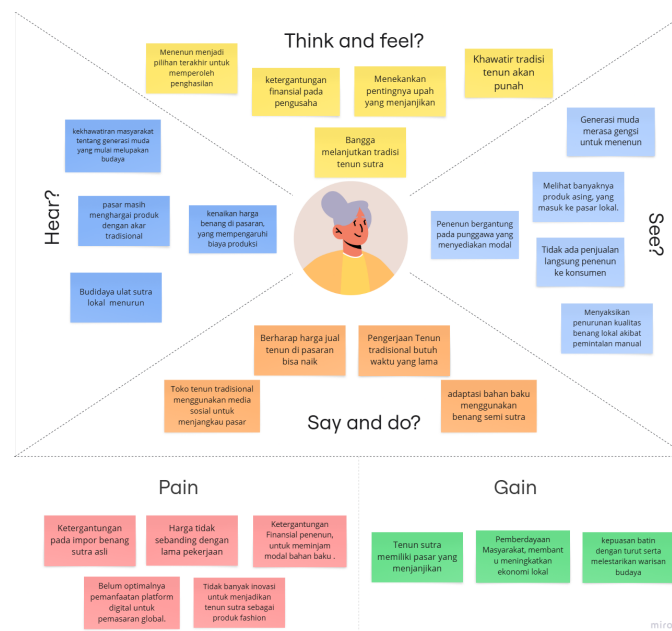 Think and feel?
Menenun menjadi
pilihan terakhir untuk
memperoleh
penghasilan
ketergantungan
finansial pada
pengusaha
Menekankan
pentingnya upah
yang menjanjikan
Khawatir tradisi
tenun akan
punah
Bangga
melanjutkan tradisi
tenun sutra
Hear?
kekhawatiran masyarakat
tentang generasi muda
yang mulai melupakan
budaya
pasar masih
menghargai produk
dengan akar
tradisional
kenaikan harga
benang di pasaran,
yang mempengaruhi
biaya produksi
Budidaya ulat sutra
lokal menurun
See?
Generasi muda
merasa gengsi
untuk menenun
Melihat banyaknya
produk asing, yang
masuk ke pasar lokal.
Penenun bergantung
pada punggawa yang
menyediakan modal
Tidak ada penjualan
langsung penenun
ke konsumen
Menyaksikan
penurunan kualitas
benang lokal akibat
pemintalan manual
Berharap harga jual
tenun di pasaran
bisa naik
Pengerjaan Tenun
tradisional butuh
waktu yang lama
Toko tenun tradisional
menggunakan media
sosial untuk
menjangkau pasar
adaptasi bahan baku
menggunakan
benang semi sutra
Say and do?
Pain
Ketergantungan
pada impor benang
sutra asli
Harga tidak
sebanding dengan
lama pekerjaan
Ketergantungan
Finansial penenun,
untuk meminjam
modal bahan baku .
Belum optimalnya
pemanfaatan platform
digital untuk
pemasaran global.
Tidak banyak inovasi
untuk menjadikan
tenun sutra sebagai
produk fashion
Gain
Tenun sutra
memiliki pasar yang
menjanjikan
Pemberdayaan
Masyarakat, membant
u meningkatkan
ekonomi lokal
kepuasan batin
dengan turut serta
melestarikan warisan
budaya
miro